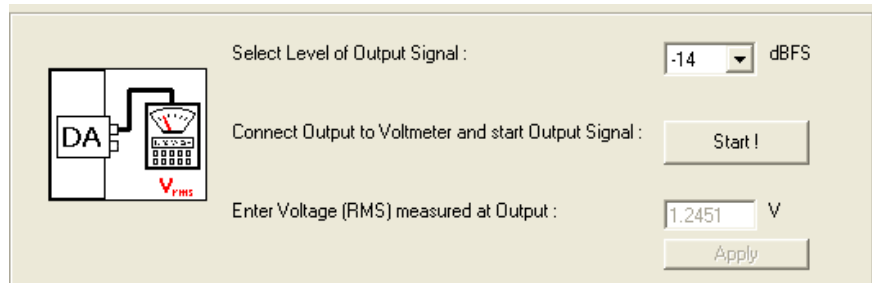 Select Level of Output Signal :
-14
dBFS
DA
Vrms
Connect Output to Voltmeter and start Output Signal :
Start !
Enter Voltage (RMS) measured at Output :
1.2451
V
Apply